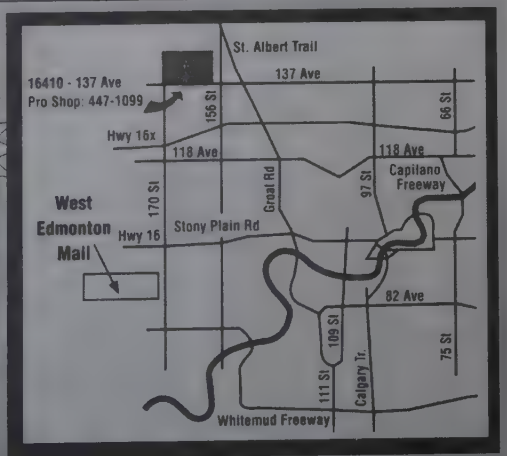 St. Albert Trail
16410 - 137 Ave
137 Ave
Pro Shop: 447-1099
156 St
66 St
Hwy 16x
118 Ave
118 Ave
Capilano
Freeway
170 St
Groat Rd
97 St
West
Edmonton
Mall
Stony Plain Rd
Hwy 16
82 Ave
109 St
75 St
111 St
Calgary Tr.
Whitemud Freeway